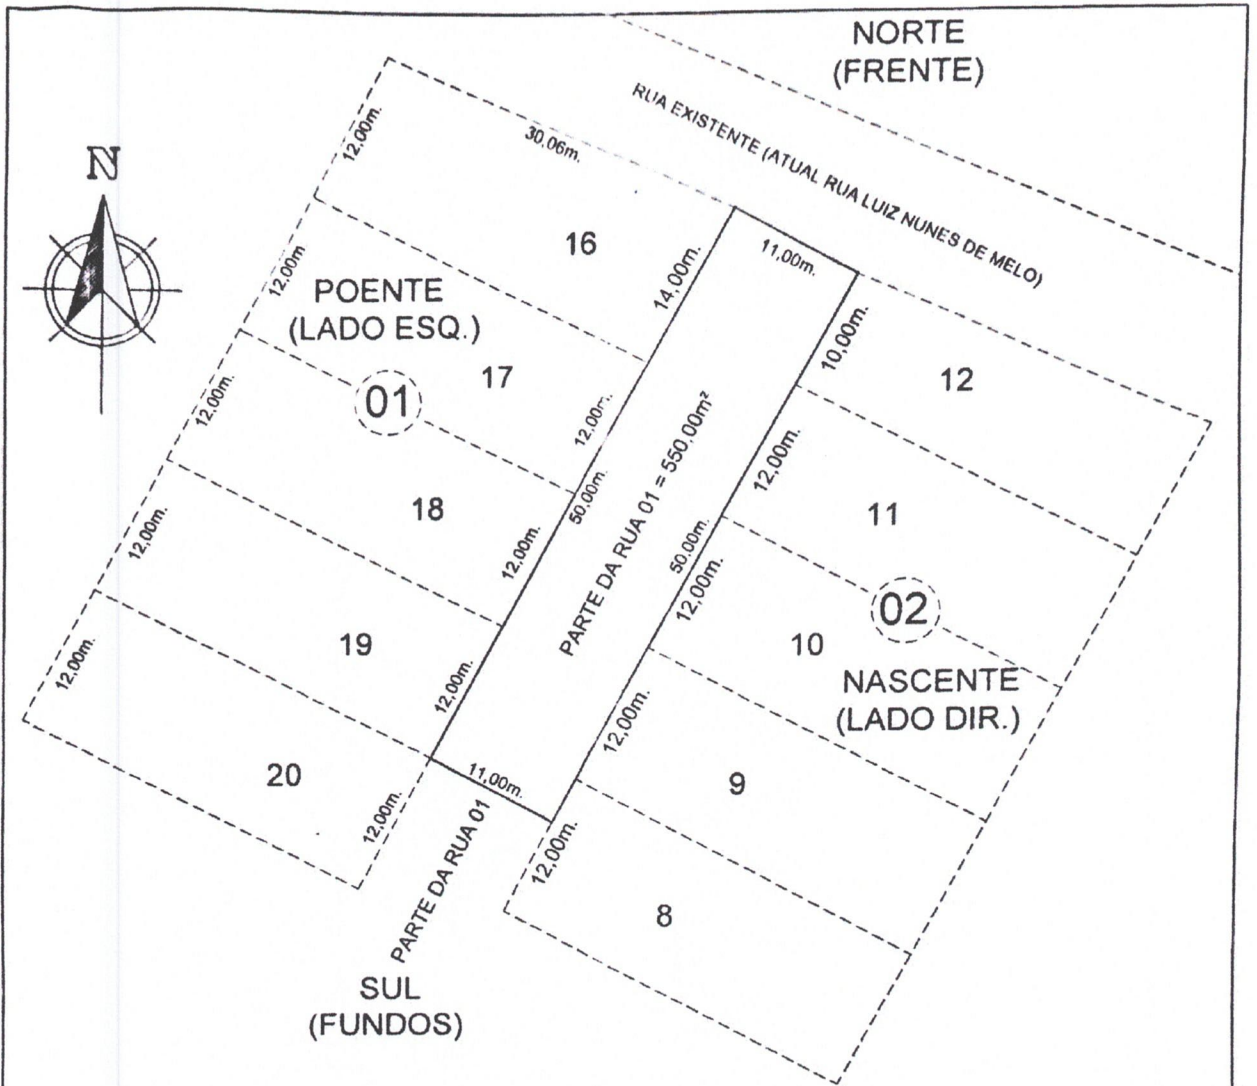 NORTE
(FRENTE)
RUA EXISTENTE (ATUAL RUA LUIZ NUNES DE MELO)
N
12,00m.
30,06m.
16
14,00m.
11,00m.
12,00m
POENTE
(LADO ESQ.)
17
12,00m.
10,00m.
12
12,00m.
01
50,00m.
PARTE DA RUA 01 = 550,00m²
12,00m.
11
18
12,00m.
12,00m.
50,00m.
12,00m.
02
10
NASCENTE
(LADO DIR.)
19
12,00m.
12,00m.
12,00m.
9
20
11,00m.
12,00m.
12,00m.
PARTE DA RUA 01
8
SUL
(FUNDOS)